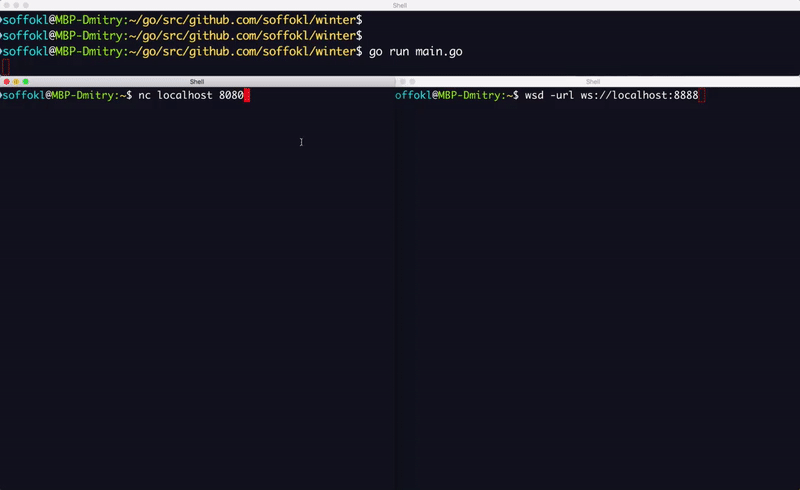 Shell
soffokl@MBP-Dmitry:~/go/src/github.com/soffokl/winter$
soffokl@MBP-Dmitry:~/go/src/github.com/soffokl/winter$
soffokl@MBP-Dmitry:~/go/src/github.com/soffokl/winter$ go run main.go
Shell
soffokl@MBP-Dmitry:~$ nc localhost 8080
Shell
offokl@MBP-Dmitry:~$ wsd -url ws://localhost:8888